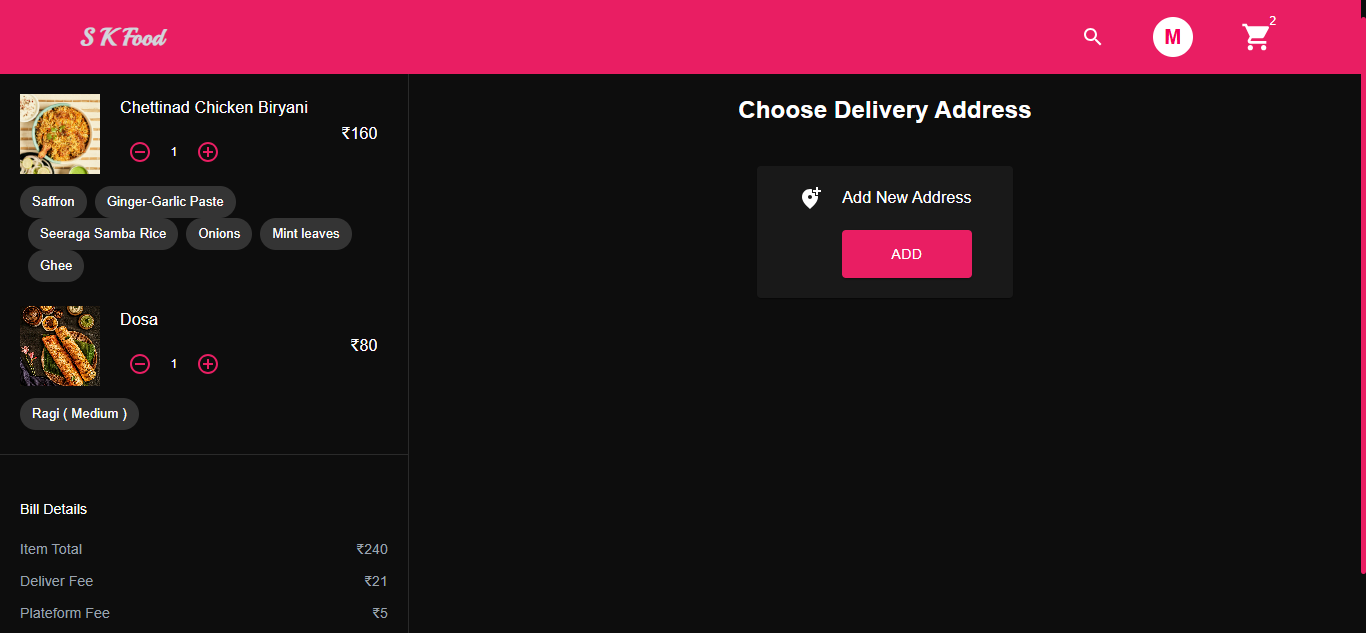 S K Food
M
2
Chettinad Chicken Biryani
₹160
1
Saffron
Ginger-Garlic Paste
Seeraga Samba Rice
Onions
Mint leaves
Ghee
Dosa
₹80
1
Ragi ( Medium )
Bill Details
Item Total ₹240
Deliver Fee ₹21
Plateform Fee ₹5
Choose Delivery Address
Add New Address
ADD